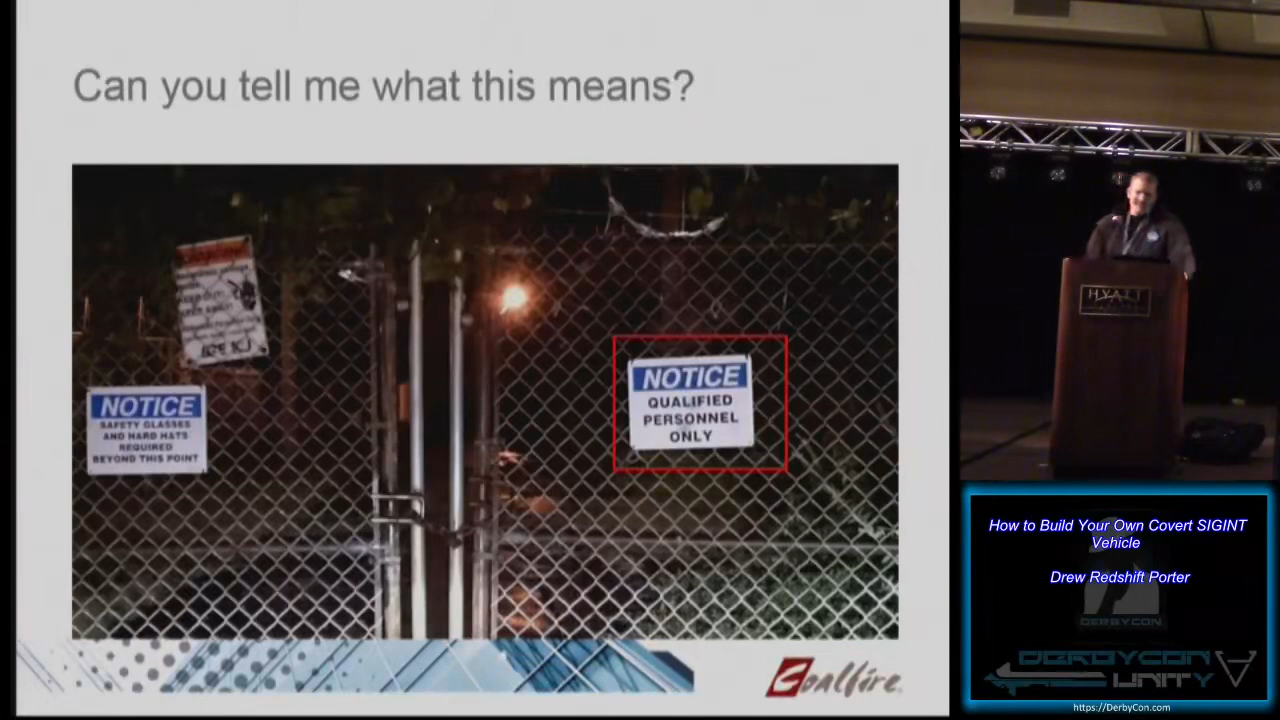 Can you tell me what this means?
NOTICE
SAFETY GLASSES
AND HARD HATS
REQUIRED
BEYOND THIS POINT
NOTICE
QUALIFIED
PERSONNEL
ONLY
Coalfire
HYATT
How to Build Your Own Covert SIGINT
Vehicle
Drew Redshift Porter
DERBYCON
DERBYCON
UNITY
https://DerbyCon.com